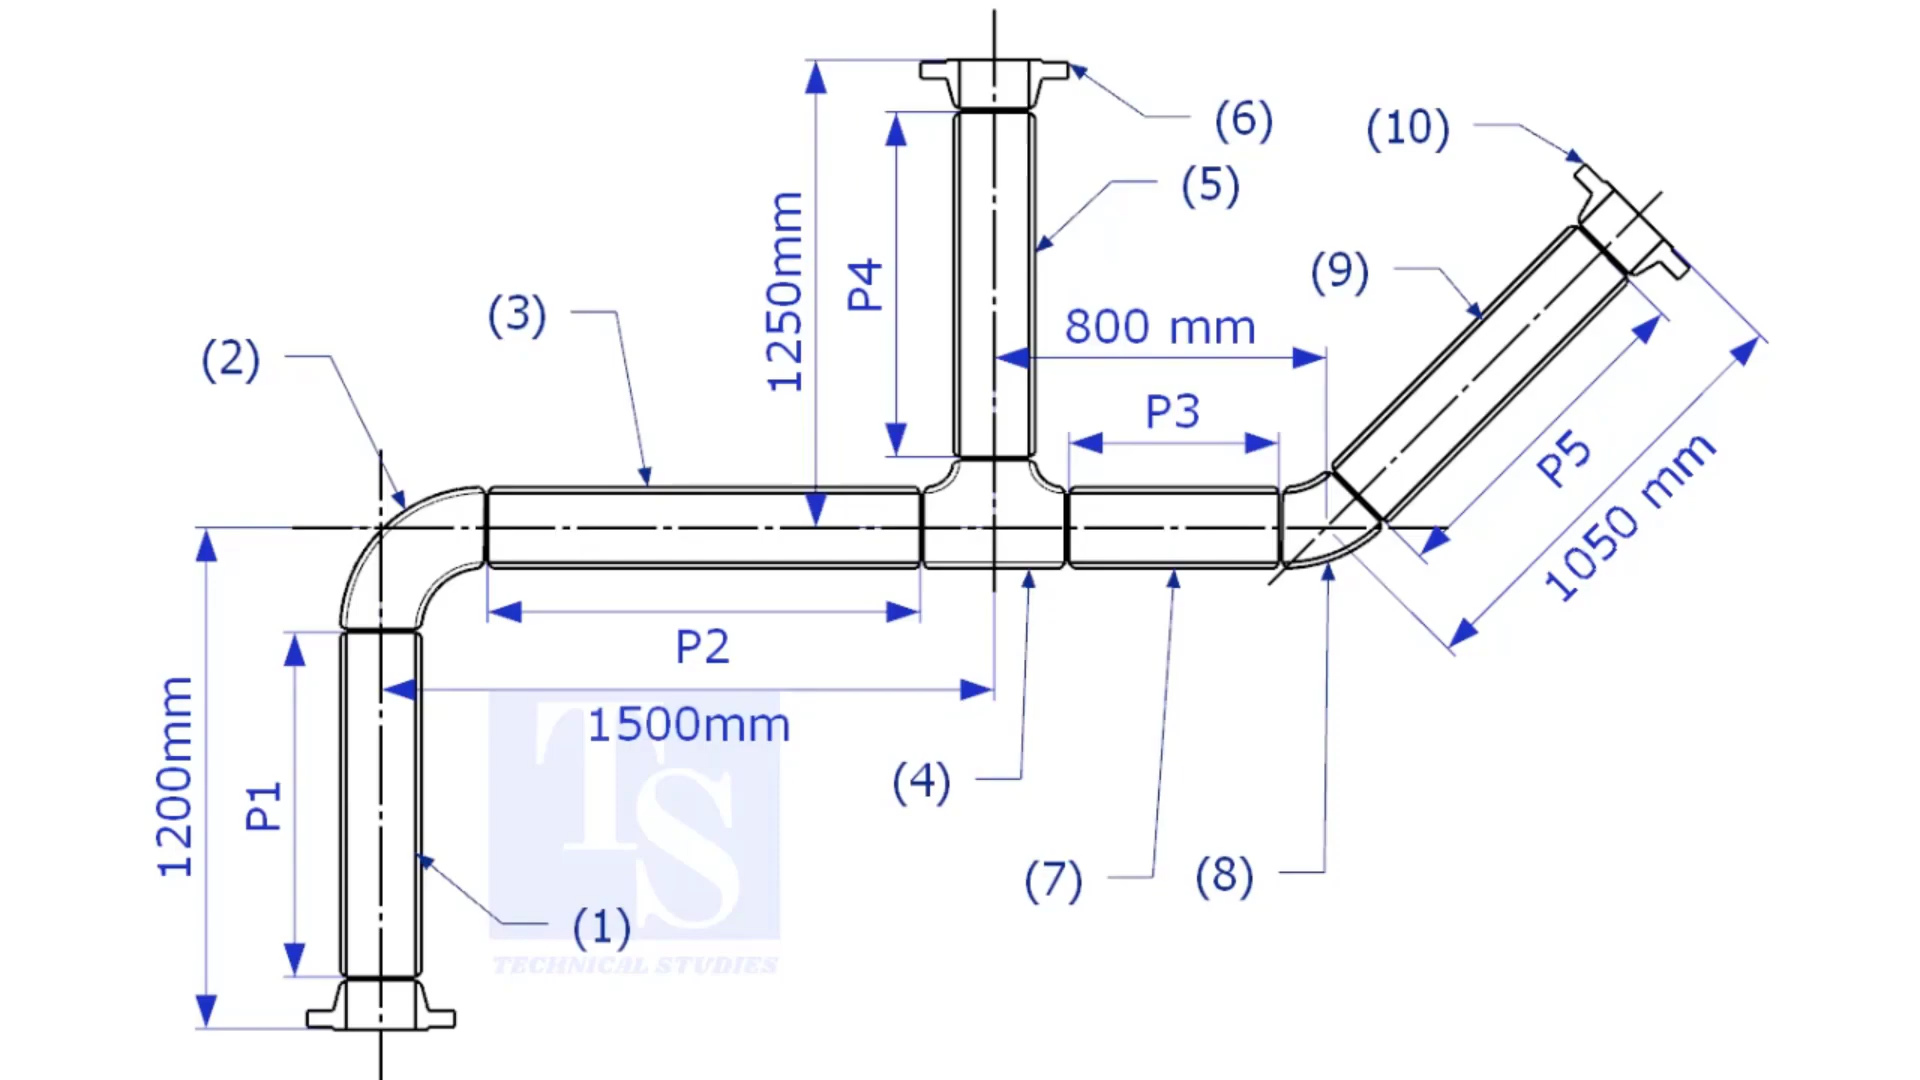 (6)
(10)
(5)
1250mm
P4
(9)
(3)
800 mm
(2)
P3
P5
1050 mm
P2
1500mm
1200mm
P1
(4)
(7)
(8)
(1)
TS
TECHNICAL STUDIES